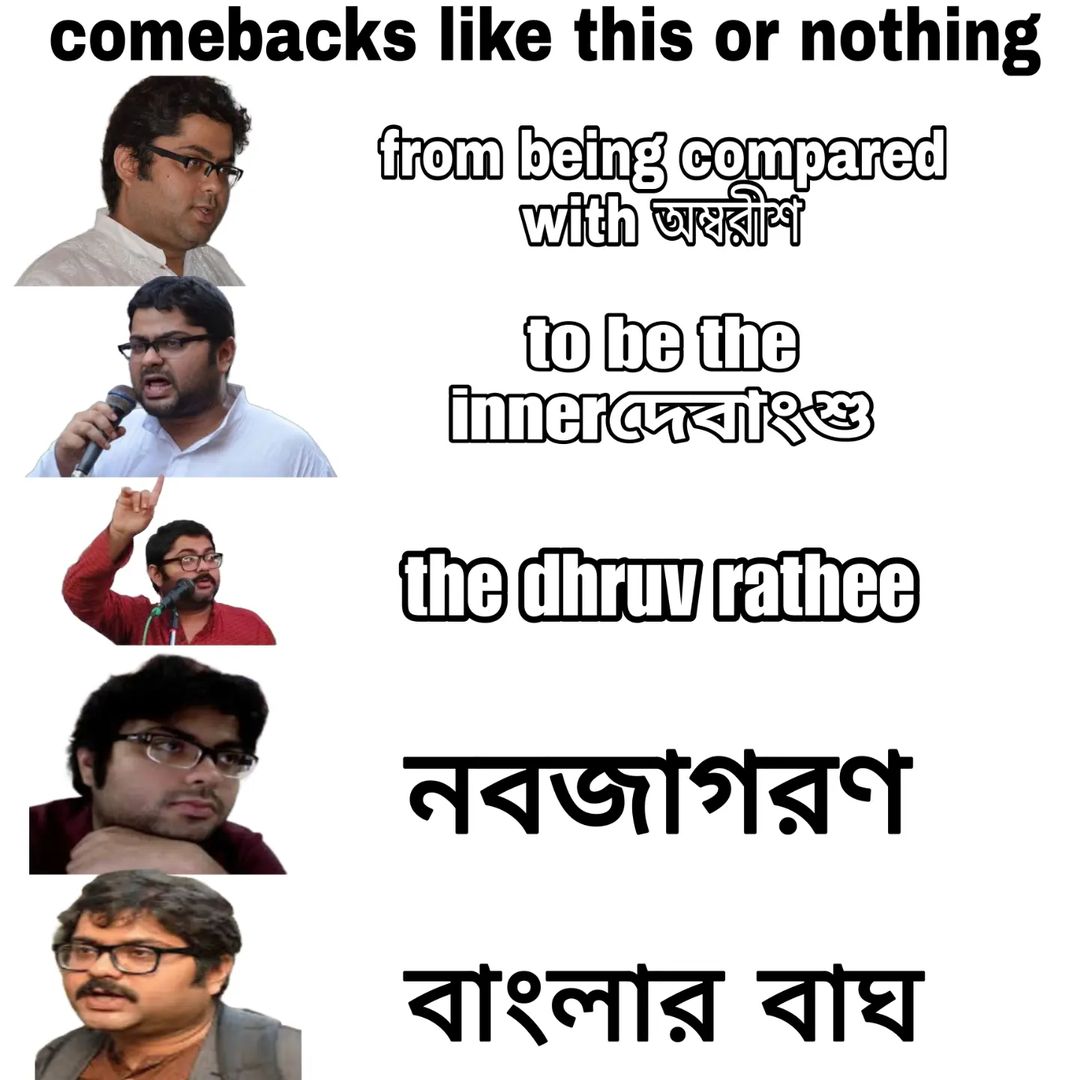 comebacks like this or nothing
from being compared
with অম্বরীশ
to be the
innerদেবাংশু
the dhruv rathee
নবজাগরণ
বাংলার বাঘ